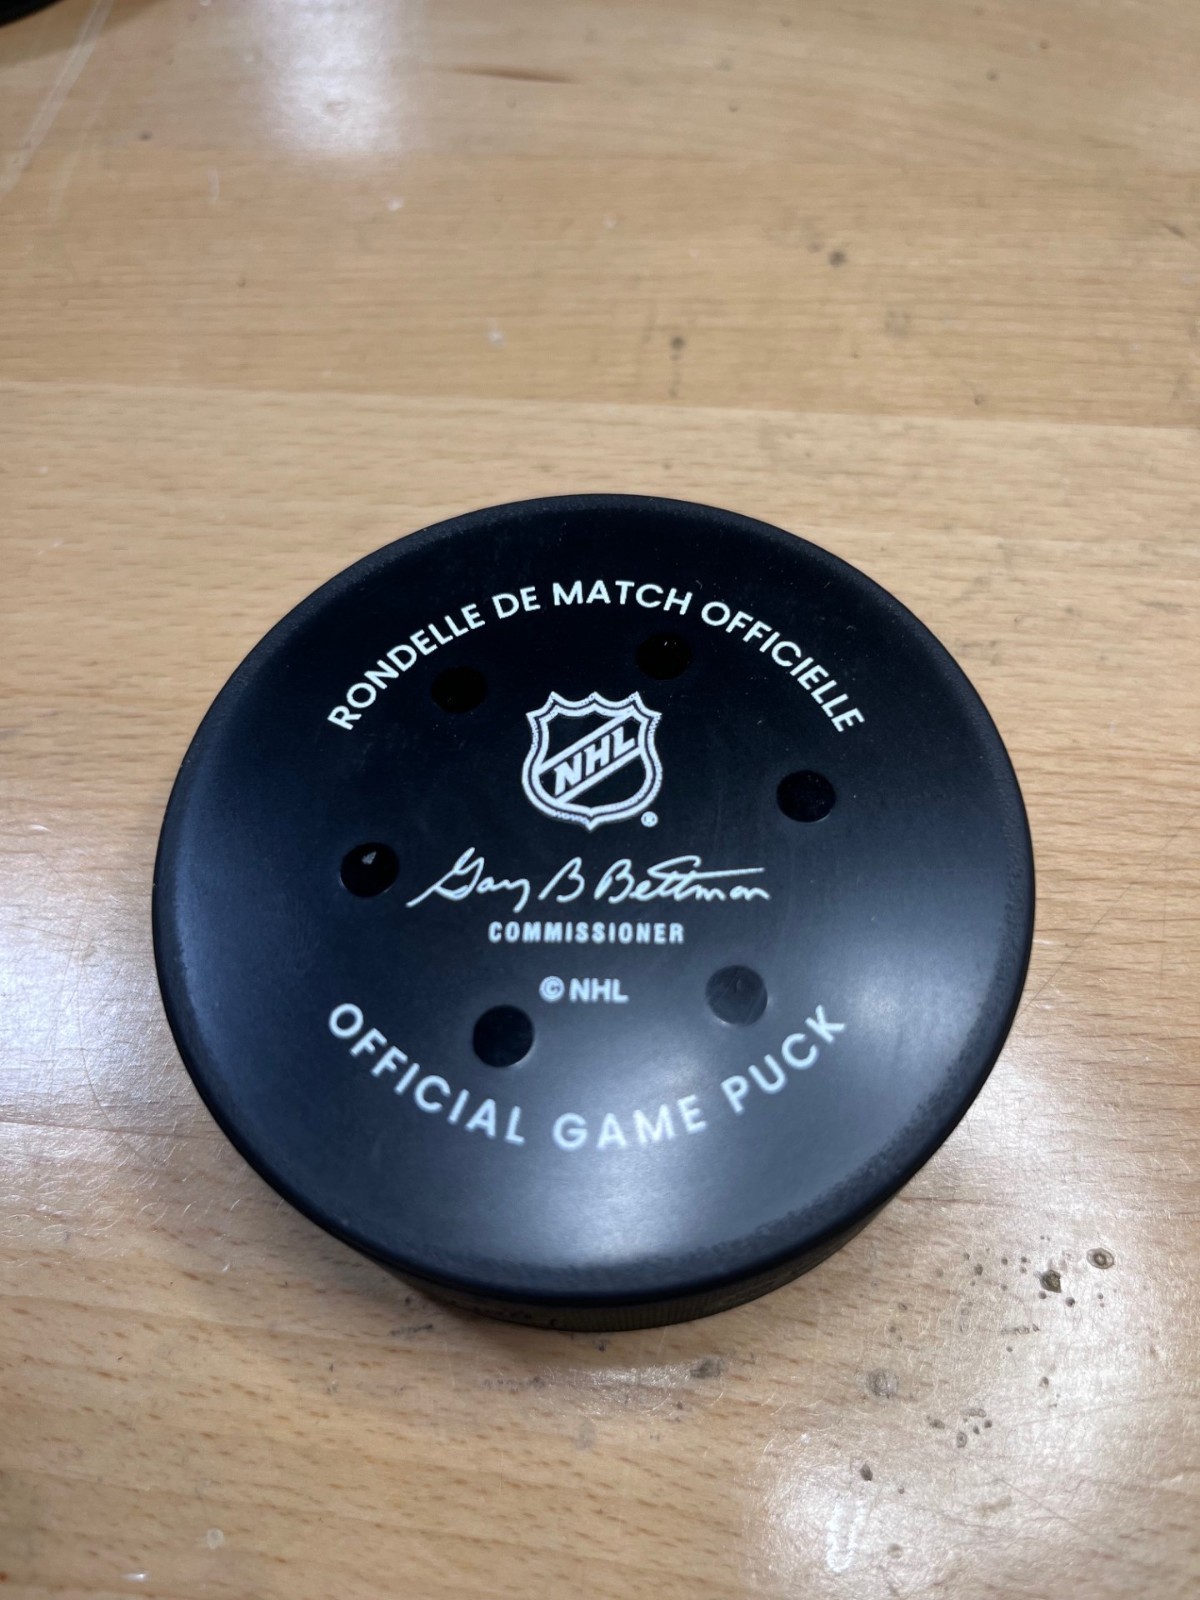 RONDELLE DE MATCH OFFICIELLE
NHL
®
Gary B Bettman
COMMISSIONER
© NHL
OFFICIAL GAME PUCK